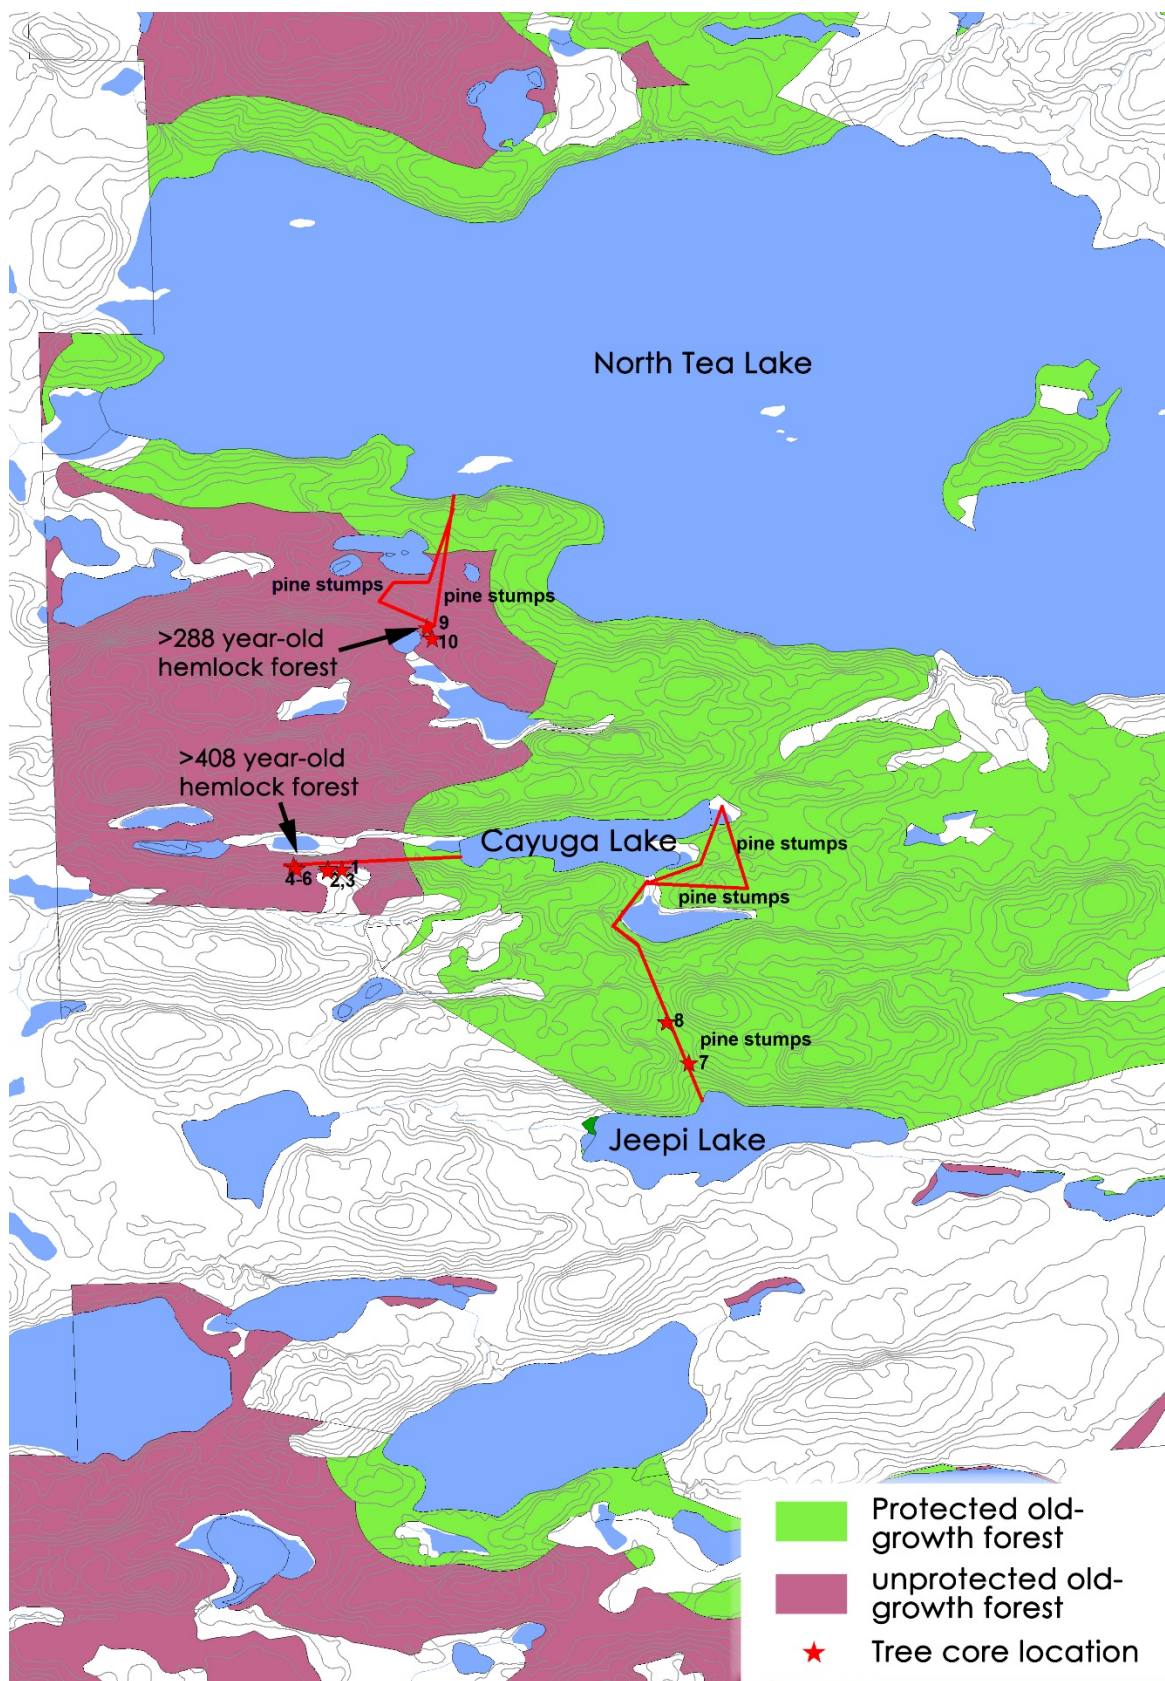 North Tea Lake
pine stumps
pine stumps
9
>288 year-old
hemlock forest
10
>408 year-old
hemlock forest
Cayuga Lake
pine stumps
1
4-6
2,3
pine stumps
8
pine stumps
7
Jeepi Lake
Protected old-
growth forest
unprotected old-
growth forest
Tree core location